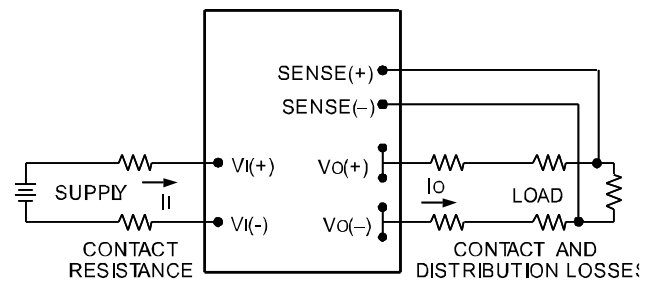 SENSE(+)
SENSE(–)
VI(+)
VO(+)
SUPPLY
II
IO
LOAD
VI(-)
VO(–)
CONTACT
RESISTANCE
CONTACT AND
DISTRIBUTION LOSSES